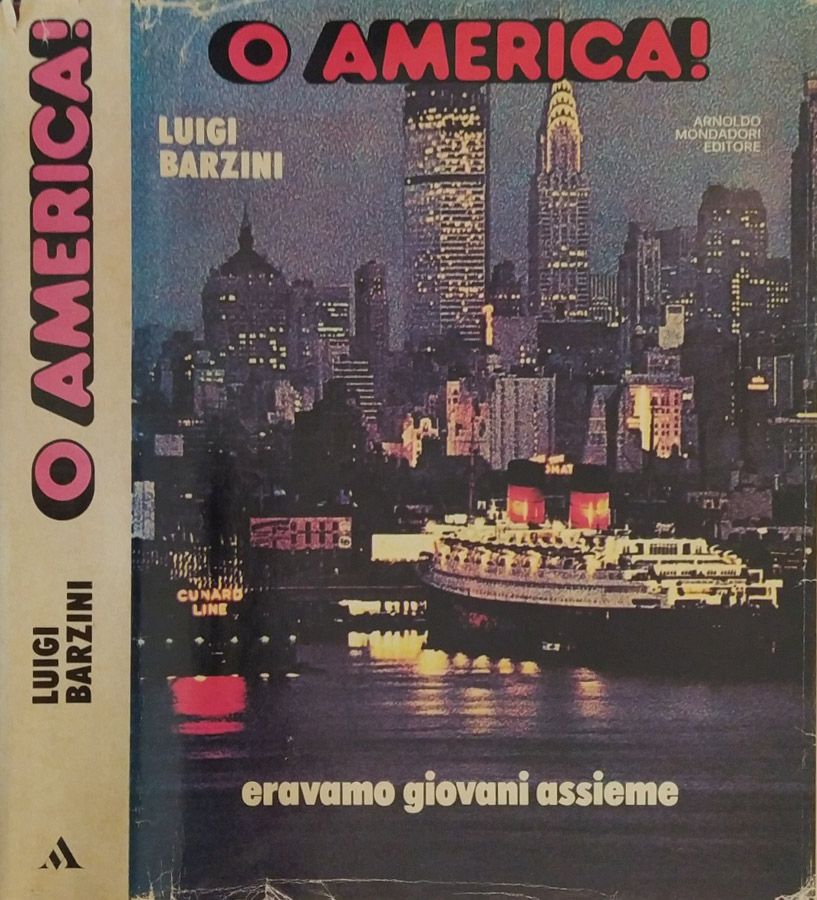 O AMERICA!
LUIGI
BARZINI
O AMERICA!
LUIGI
BARZINI
ARNOLDO
MONDADORI
EDITORE
CUNARD
LINE
eravamo giovani assieme